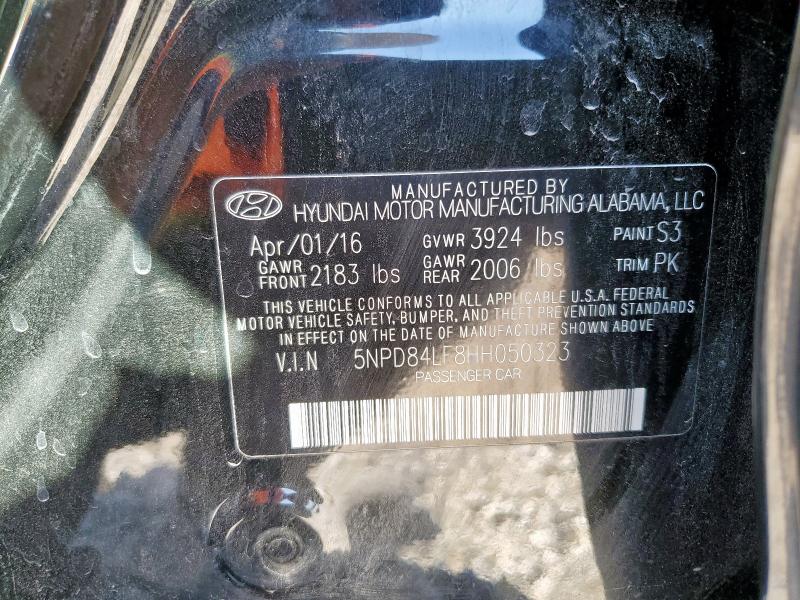 MANUFACTURED BY
HYUNDAI MOTOR MANUFACTURING ALABAMA, LLC
Apr/01/16 GVWR 3924 lbs PAINT S3
GAWR FRONT 2183 lbs GAWR REAR 2006 lbs TRIM PK
THIS VEHICLE CONFORMS TO ALL APPLICABLE U.S.A. FEDERAL
MOTOR VEHICLE SAFETY, BUMPER, AND THEFT PREVENTION STANDARDS
IN EFFECT ON THE DATE OF MANUFACTURE SHOWN ABOVE
V.I.N 5NPD84LF8HH050323
PASSENGER CAR